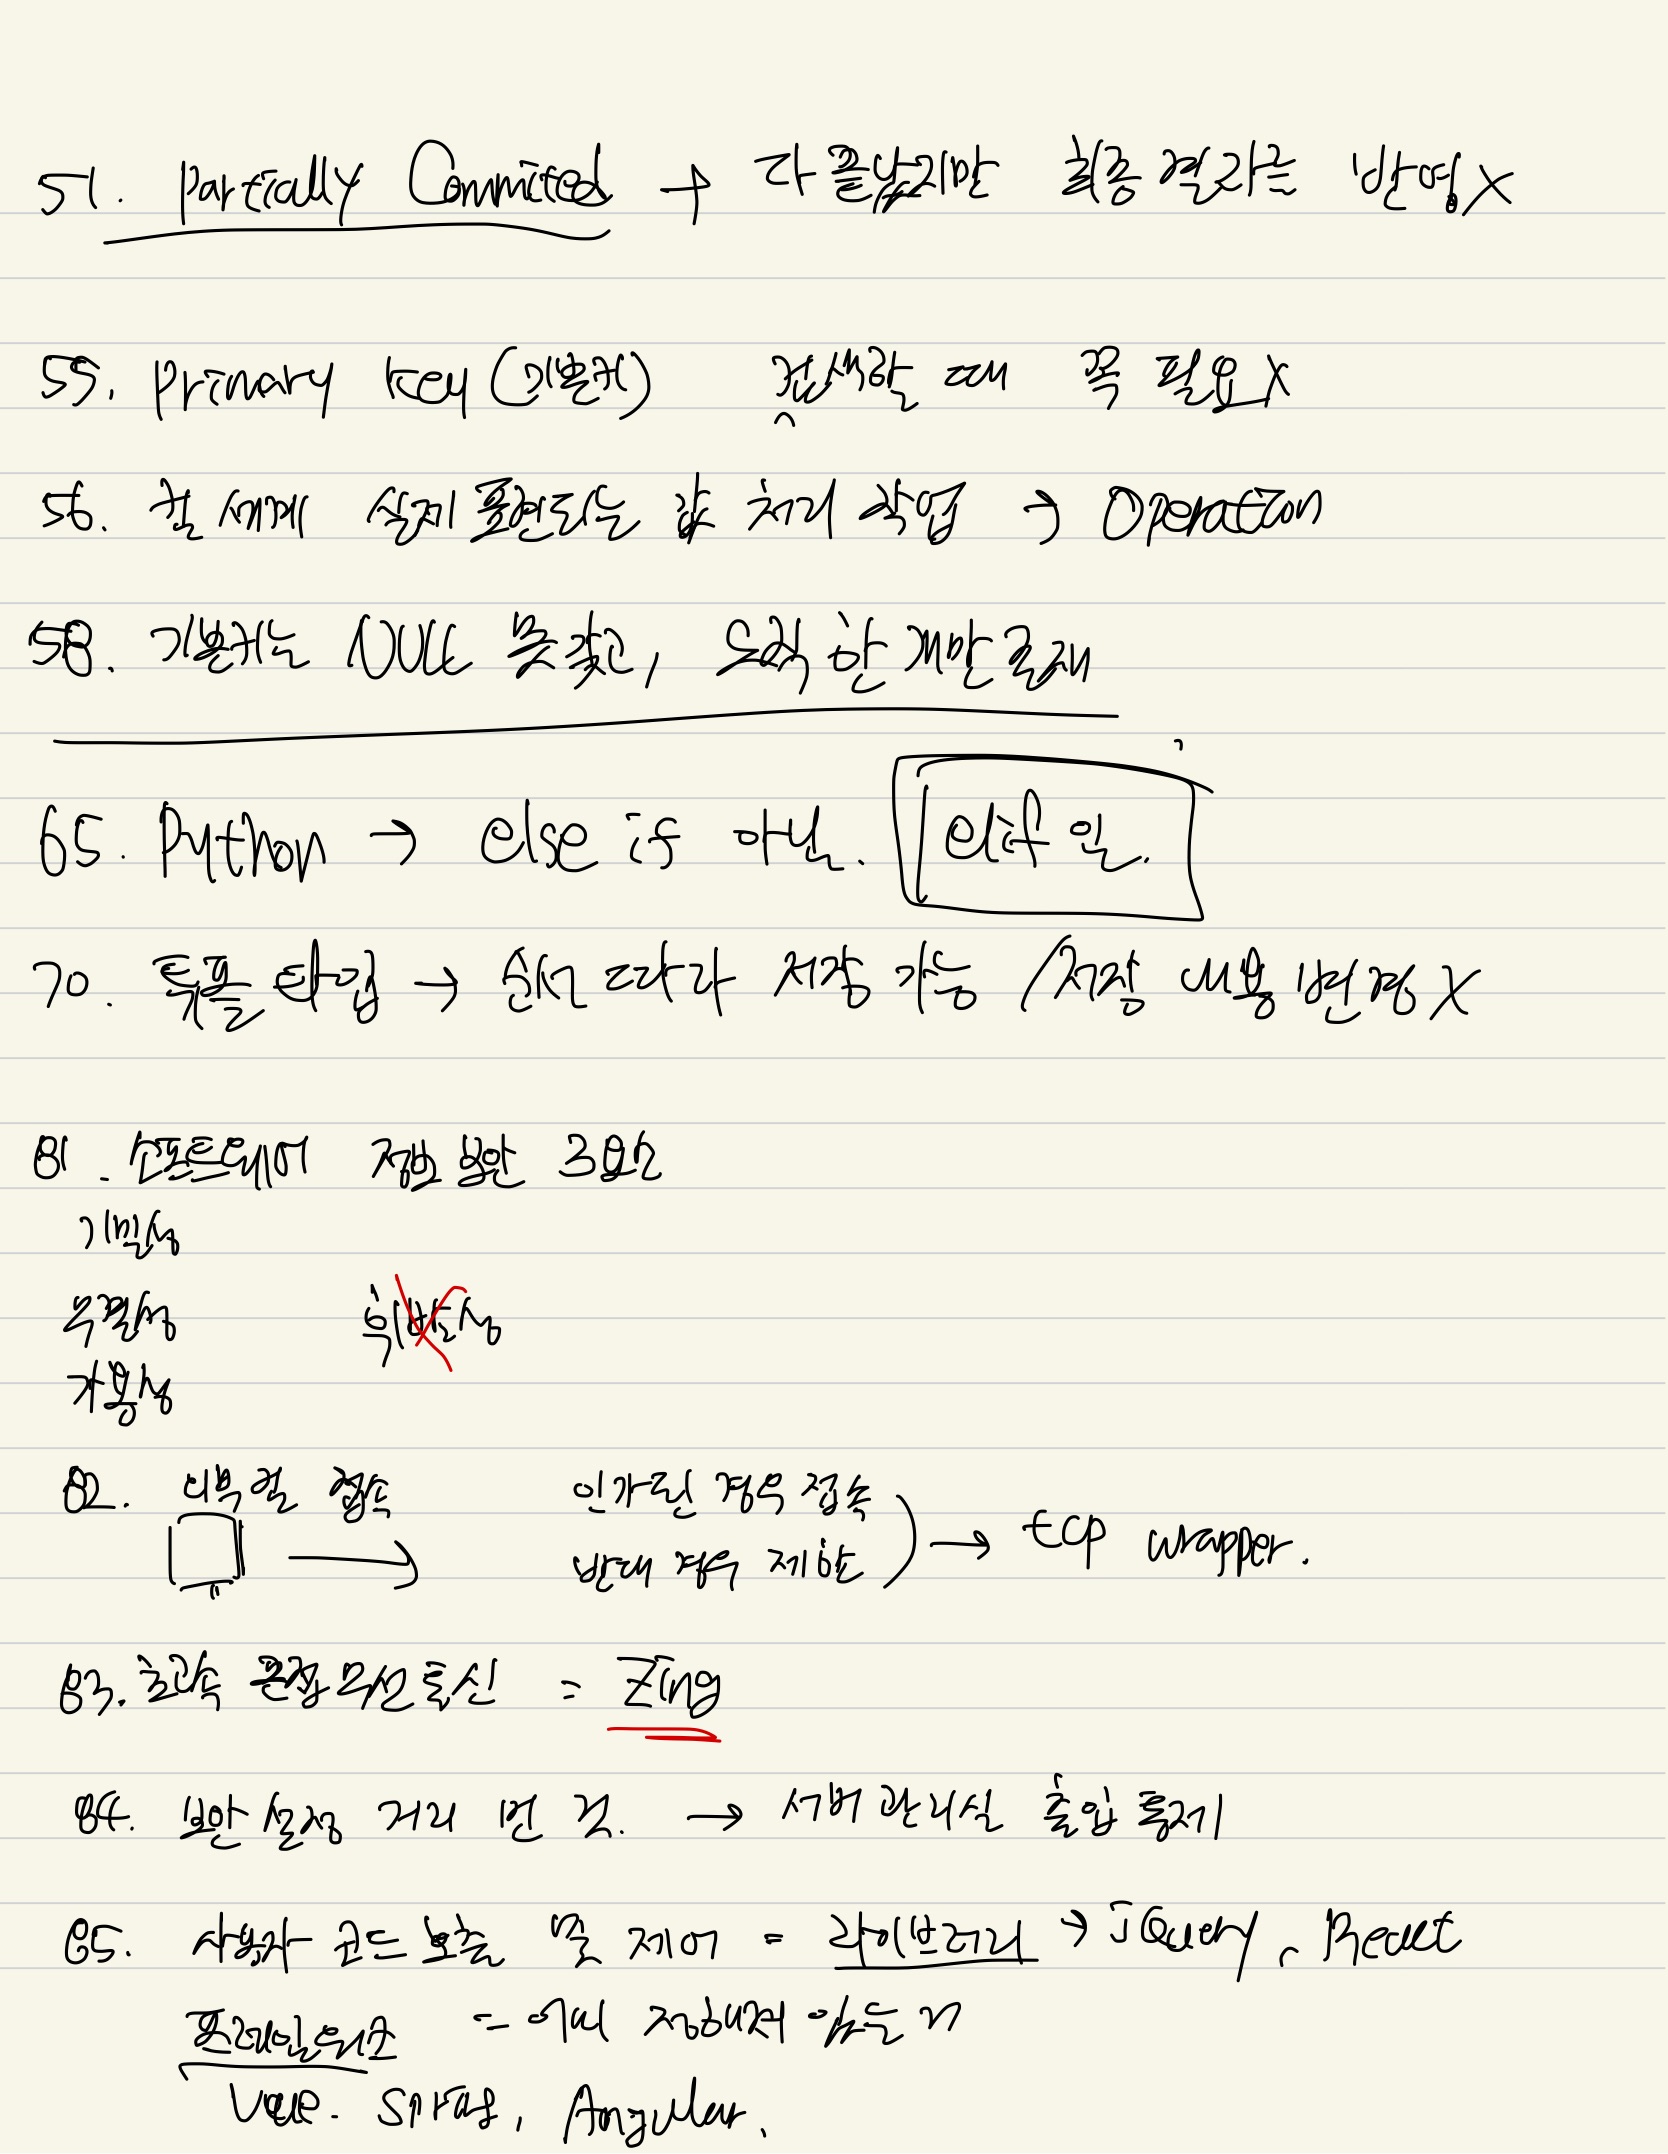 51. Partially Commited → 다 끝났지만 최종 결과는 반영X
55. Primary key (기본키) 검색할 때 꼭 필요X
56. 릴 세계 실제 표현되는 값 처리 작업 → Operation
58. 기본키는 NULL 못 갖고, 오직 한 개만 존재
65. Python → else if 아닌. elif 임.
70. 튜플 타입 → 순서 따라 저장 가능 / 저장 내용 변경 X
81. 소프트웨어 정보 보안 3요소
기밀성
무결성 휘발성
가용성
82. 외부 접속 인가된 경우 접속
반대 경우 제한 → tcp wrapper.
83. 초고속 근접 무선 통신 = Zing
84. 보안 설정 거리 먼 것. → 서버 관리실 출입 통제
85. 사용자 코드 호출 및 제어 = 라이브러리 → jQuery, React
프레임워크 = 이미 정해져 있는
Vue. Spring, Angular.